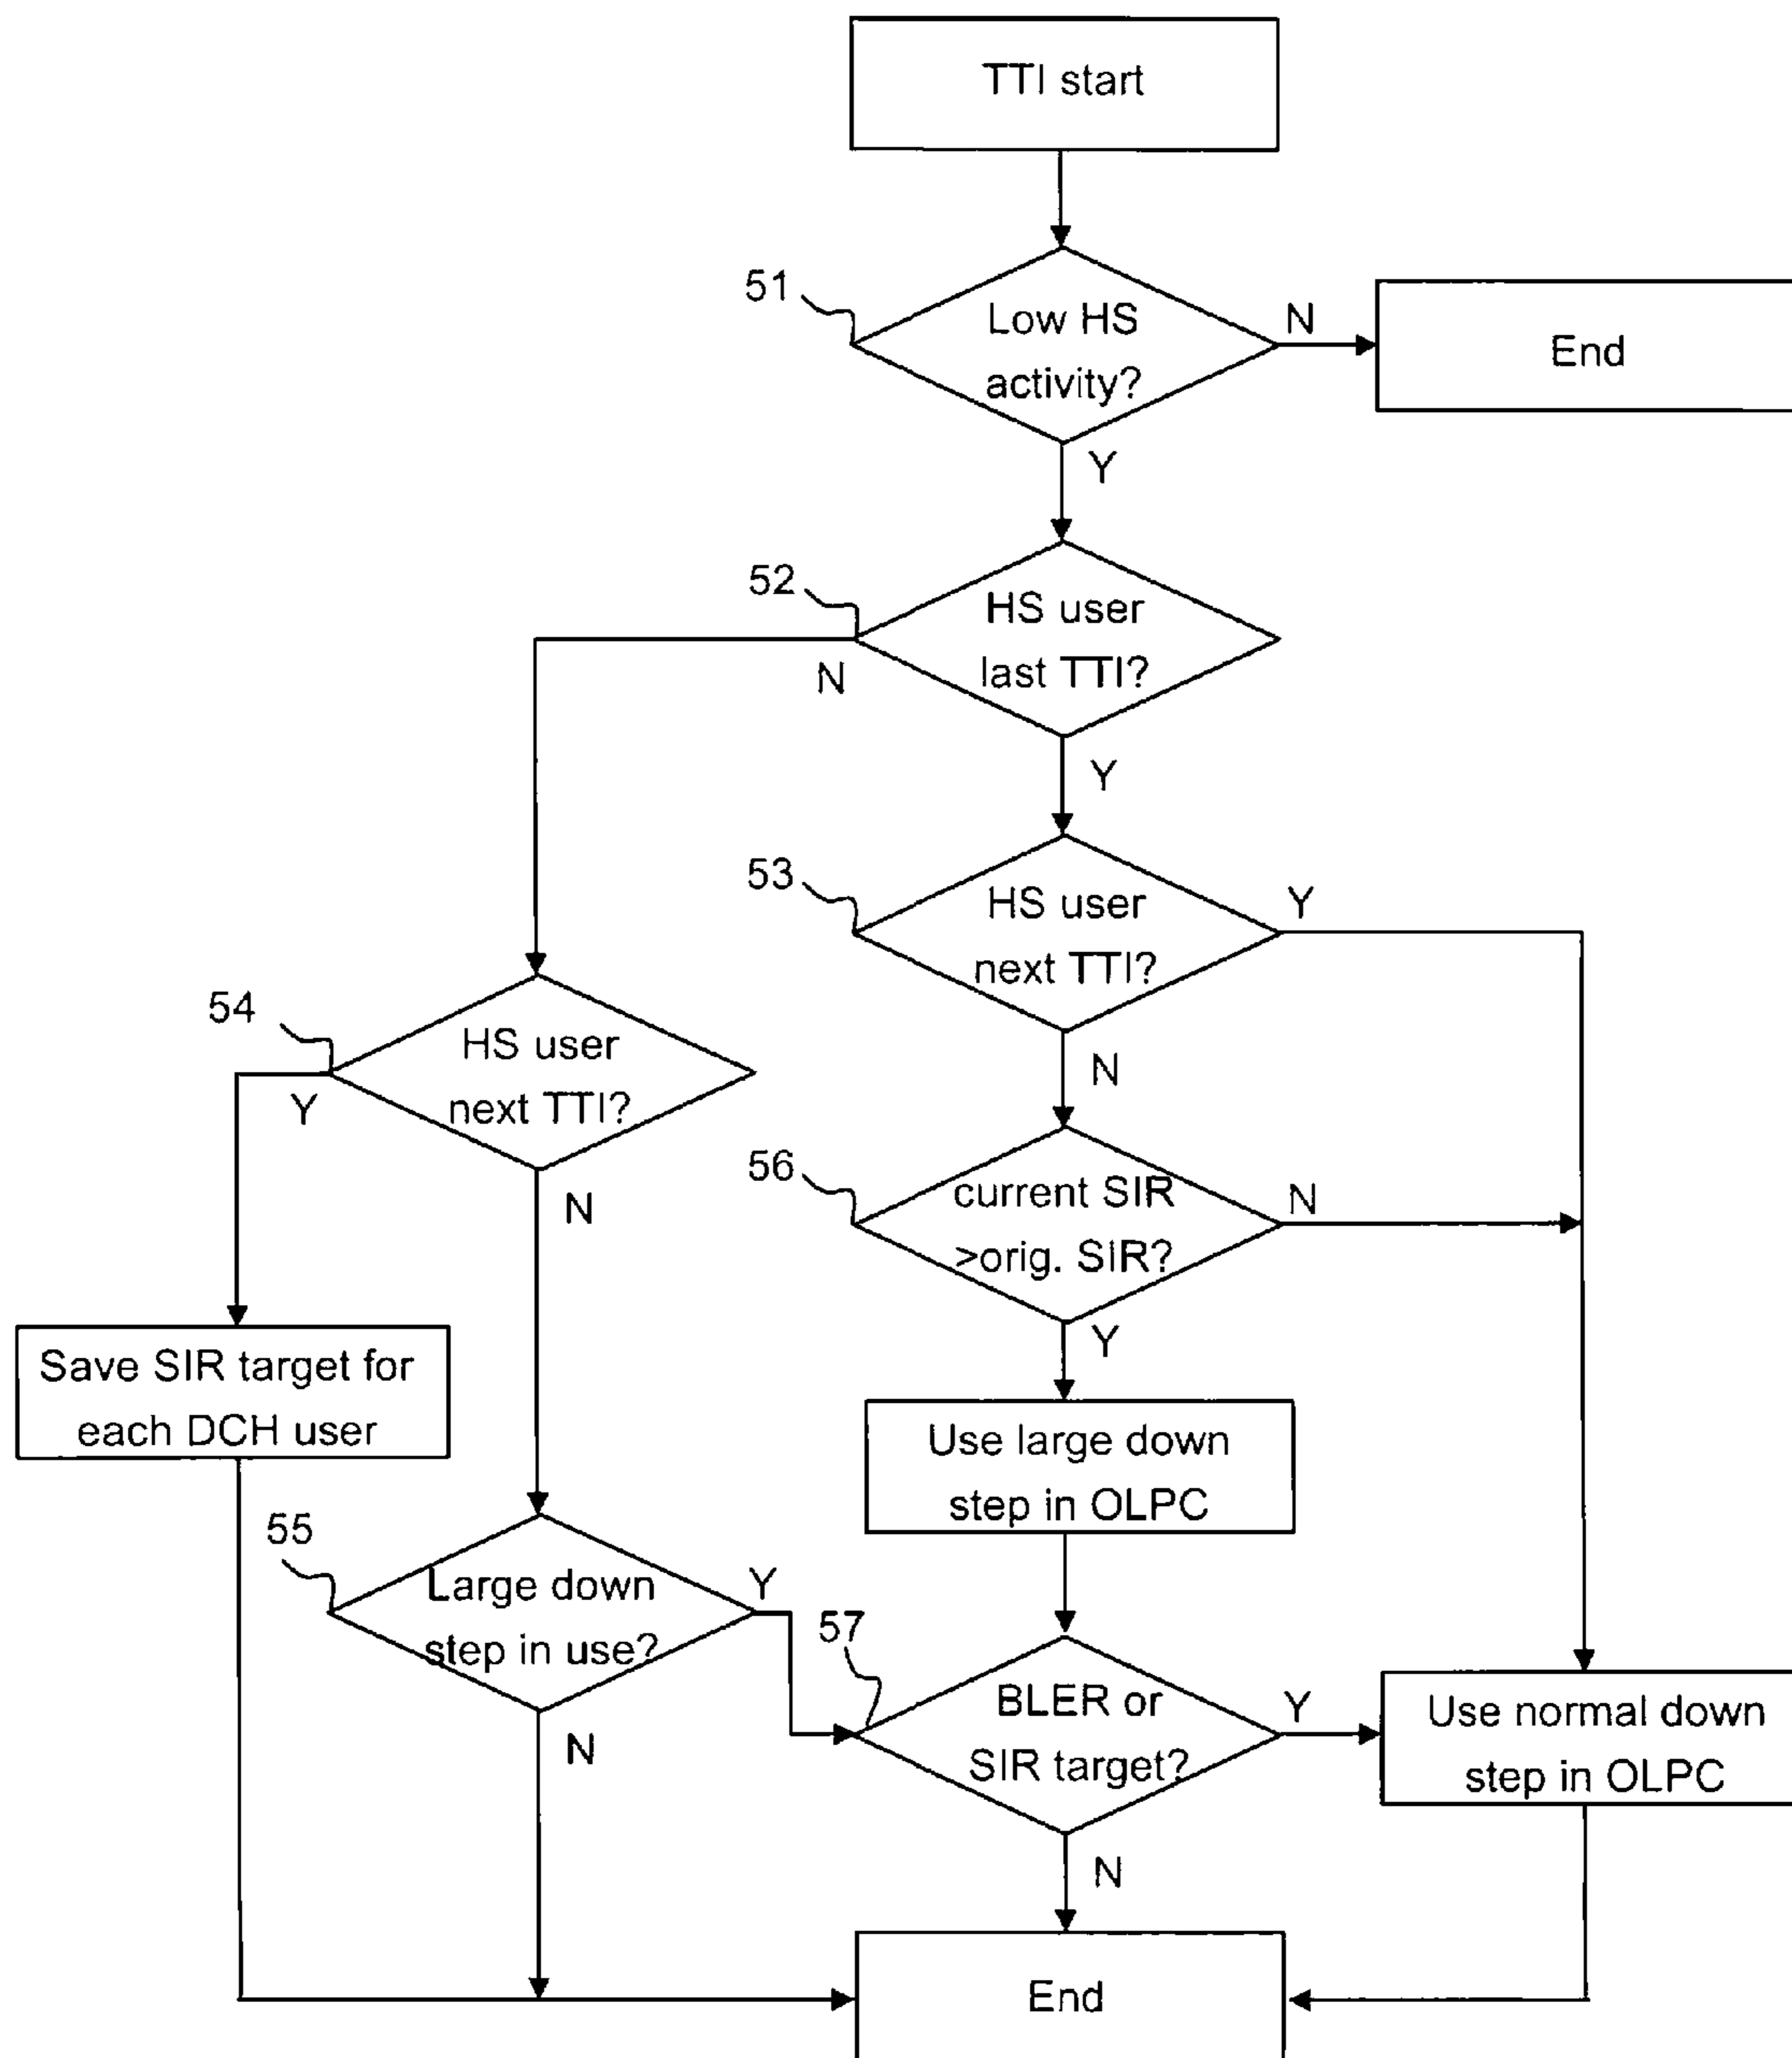 TTI start
51
Low HS
activity?
N
End
Y
52
HS user
last TTI?
N
Y
53
HS user
next TTI?
Y
54
HS user
next TTI?
Y
N
N
56
current SIR
>orig. SIR?
N
Y
Save SIR target for
each DCH user
Use large down
step in OLPC
55
Large down
step in use?
Y
N
57
BLER or
SIR target?
Y
N
Use normal down
step in OLPC
End